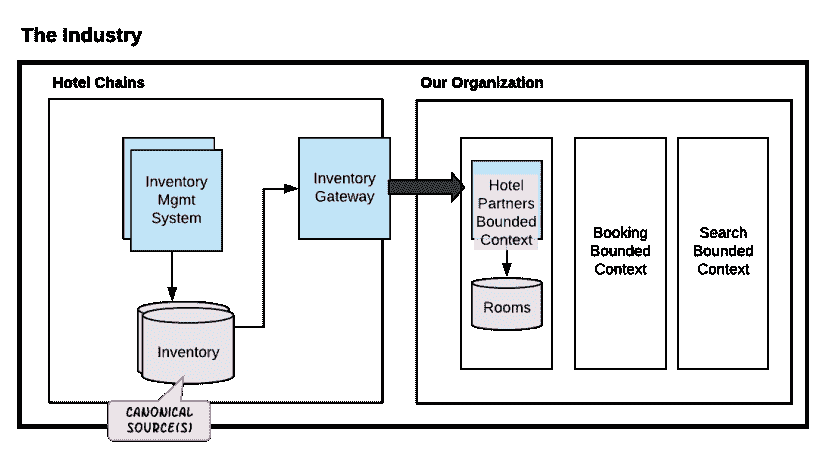 The Industry
Hotel Chains
Our Organization
Inventory
Mgmt
System
Inventory
Gateway
Hotel
Partners
Bounded
Context
Booking
Bounded
Context
Search
Bounded
Context
Rooms
Inventory
CANONICAL
SOURCE(S)